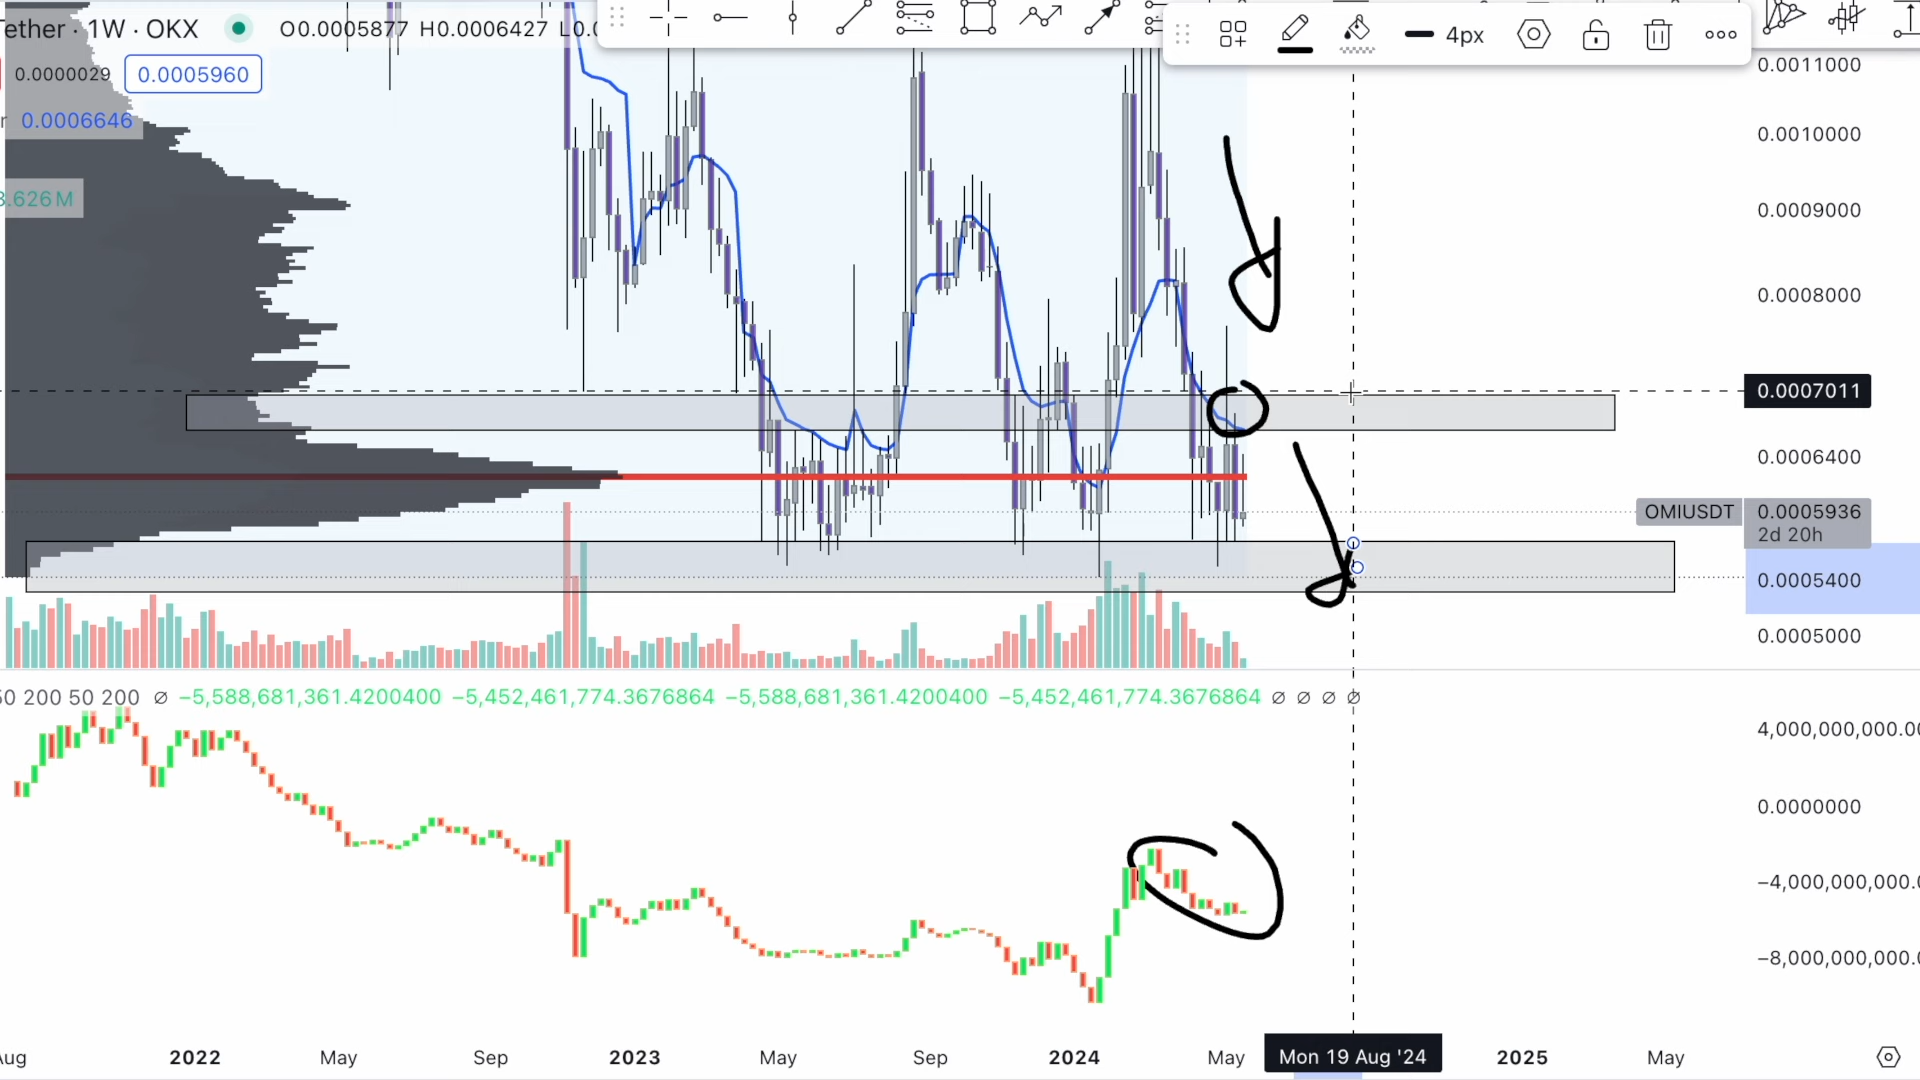 ether · 1W · OKX O0.0005877 H0.0006427 L0.0
0.0000029 0.0005960
r 0.0006646
3.626 M
4px
0.0011000
0.0010000
0.0009000
0.0008000
0.0007011
0.0006400
OMIUSDT 0.0005936
2d 20h
0.0005400
0.0005000
50 200 50 200 ∅ −5,588,681,361.4200400 −5,452,461,774.3676864 −5,588,681,361.4200400 −5,452,461,774.3676864 ∅ ∅ ∅ ∅
4,000,000,000.00
0.0000000
−4,000,000,000.0
−8,000,000,000.0
Aug 2022 May Sep 2023 May Sep 2024 May Mon 19 Aug '24 2025 May